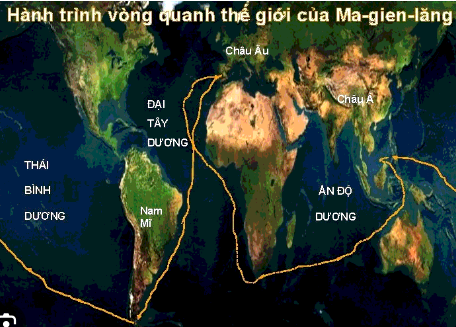 Hành trình vòng quanh thế giới của Ma-gien-lăng
Châu Âu
Châu Á
ĐẠI
TÂY
DƯƠNG
THÁI
BÌNH
DƯƠNG
Nam
Mĩ
ẤN ĐỘ
DƯƠNG